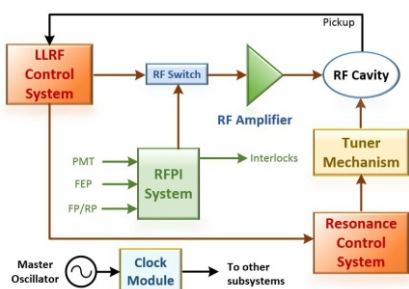 Pickup
LLRF
Control
System
RF Switch
RF Amplifier
RF Cavity
PMT
FEP
FP/RP
RFPI
System
Interlocks
Tuner
Mechanism
Resonance
Control
System
Master
Oscillator
Clock
Module
To other
subsystems